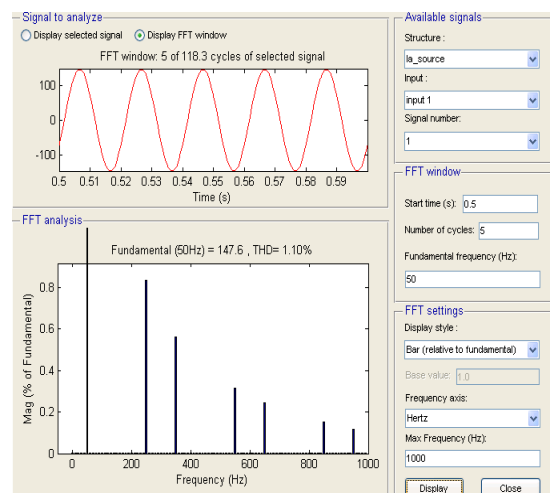 Signal to analyze
Display selected signal
Display FFT window
FFT window: 5 of 118.3 cycles of selected signal
100
0
-100
0.5 0.51 0.52 0.53 0.54 0.55 0.56 0.57 0.58 0.59
Time (s)
FFT analysis
Fundamental (50Hz) = 147.6 , THD= 1.10%
Mag (% of Fundamental)
0.8
0.6
0.4
0.2
0
0 200 400 600 800 1000
Frequency (Hz)
Available signals
Structure :
Ia_source
Input :
input 1
Signal number:
1
FFT window
Start time (s): 0.5
Number of cycles: 5
Fundamental frequency (Hz):
50
FFT settings
Display style :
Bar (relative to fundamental)
Base value: 1.0
Frequency axis:
Hertz
Max Frequency (Hz):
1000
Display
Close